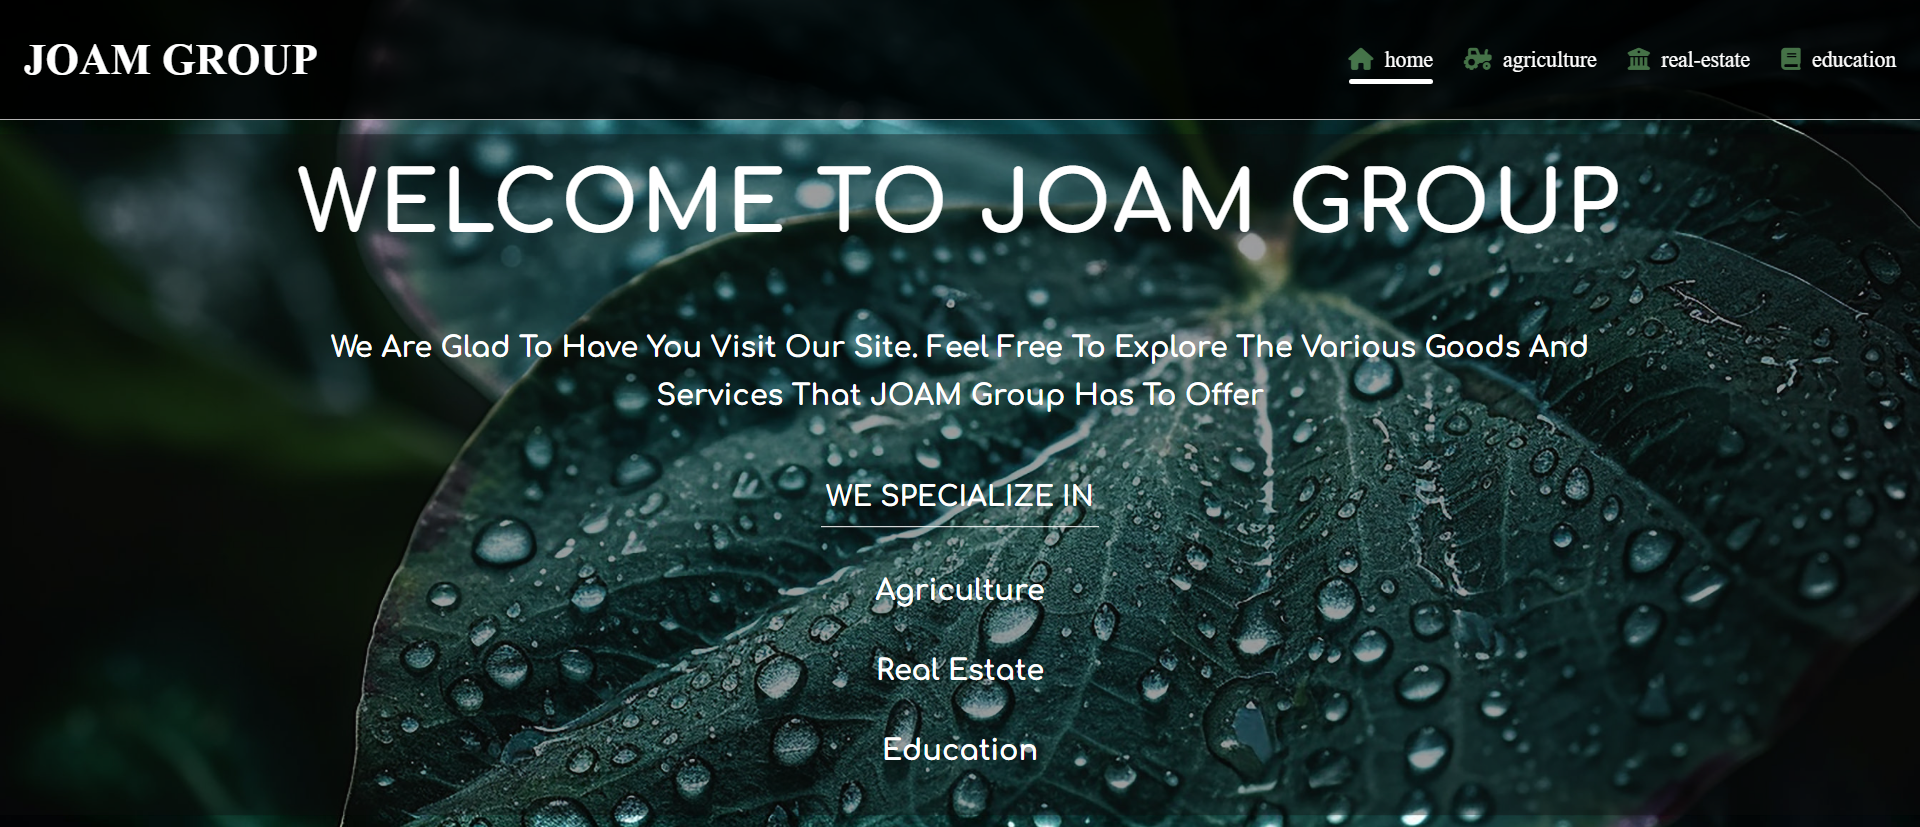 JOAM GROUP
home agriculture real-estate education
WELCOME TO JOAM GROUP
We Are Glad To Have You Visit Our Site. Feel Free To Explore The Various Goods And
Services That JOAM Group Has To Offer
WE SPECIALIZE IN
Agriculture
Real Estate
Education